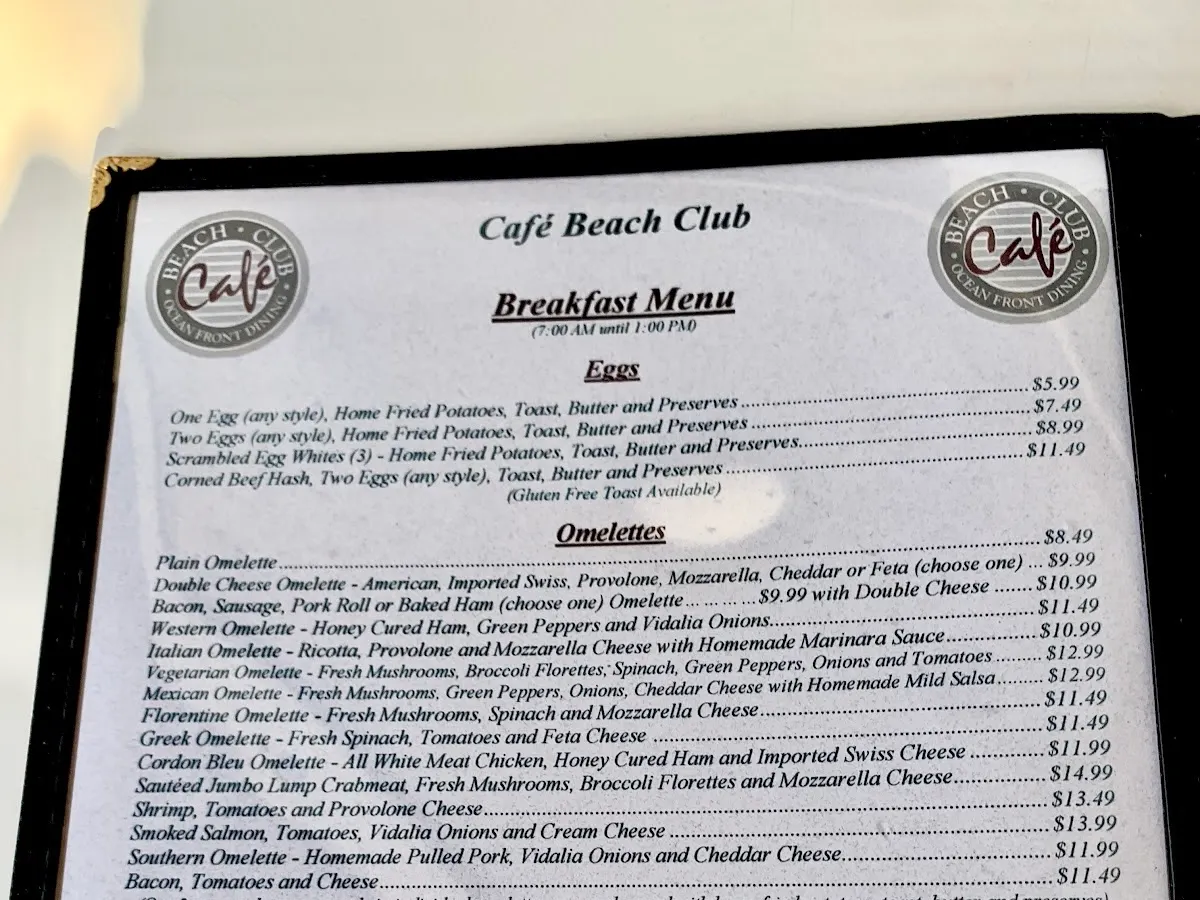 BEACH • CLUB
Café
• OCEAN FRONT DINING •
Café Beach Club
BEACH • CLUB
Café
• OCEAN FRONT DINING •
Breakfast Menu
(7:00 AM until 1:00 PM)
Eggs
One Egg (any style), Home Fried Potatoes, Toast, Butter and Preserves ........ $5.99
Two Eggs (any style), Home Fried Potatoes, Toast, Butter and Preserves ........ $7.49
Scrambled Egg Whites (3) - Home Fried Potatoes, Toast, Butter and Preserves........ $8.99
Corned Beef Hash, Two Eggs (any style), Toast, Butter and Preserves ........ $11.49
(Gluten Free Toast Available)
Omelettes
Plain Omelette........ $8.49
Double Cheese Omelette - American, Imported Swiss, Provolone, Mozzarella, Cheddar or Feta (choose one) ... $9.99
Bacon, Sausage, Pork Roll or Baked Ham (choose one) Omelette... ... ... ...$9.99 with Double Cheese ....... $10.99
Western Omelette - Honey Cured Ham, Green Peppers and Vidalia Onions........ $11.49
Italian Omelette - Ricotta, Provolone and Mozzarella Cheese with Homemade Marinara Sauce........ $10.99
Vegetarian Omelette - Fresh Mushrooms, Broccoli Florettes, Spinach, Green Peppers, Onions and Tomatoes ........ $12.99
Mexican Omelette - Fresh Mushrooms, Green Peppers, Onions, Cheddar Cheese with Homemade Mild Salsa........ $12.99
Florentine Omelette - Fresh Mushrooms, Spinach and Mozzarella Cheese........ $11.49
Greek Omelette - Fresh Spinach, Tomatoes and Feta Cheese ........ $11.49
Cordon Bleu Omelette - All White Meat Chicken, Honey Cured Ham and Imported Swiss Cheese ........ $11.99
Sautéed Jumbo Lump Crabmeat, Fresh Mushrooms, Broccoli Florettes and Mozzarella Cheese........ $14.99
Shrimp, Tomatoes and Provolone Cheese........ $13.49
Smoked Salmon, Tomatoes, Vidalia Onions and Cream Cheese ........ $13.99
Southern Omelette - Homemade Pulled Pork, Vidalia Onions and Cheddar Cheese........ $11.99
Bacon, Tomatoes and Cheese........ $11.49
home fried potatoes, toast, butter and preserves)